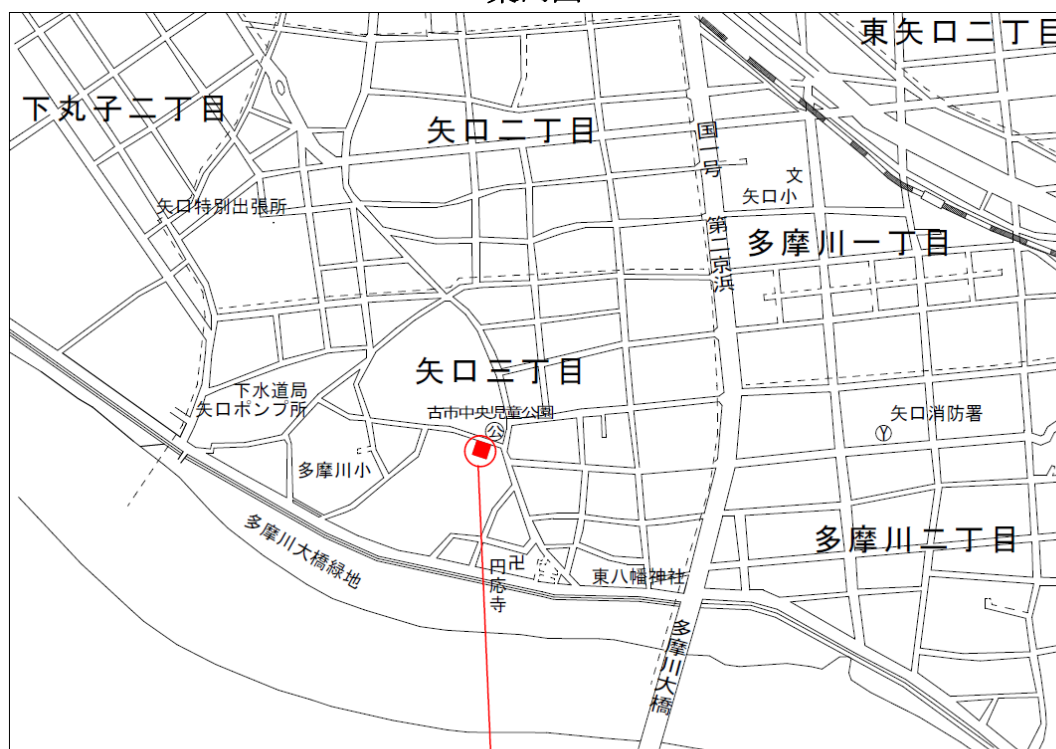 東矢口二丁目
下丸子二丁目
矢口二丁目
国一号
文
矢口小
矢口特別出張所
第二京浜
多摩川一丁目
矢口三丁目
下水道局
矢口ポンプ所
古市中央児童公園
公
矢口消防署
Y
多摩川小
多摩川大橋緑地
多摩川二丁目
卍
円応寺
東八幡神社
多摩川大橋